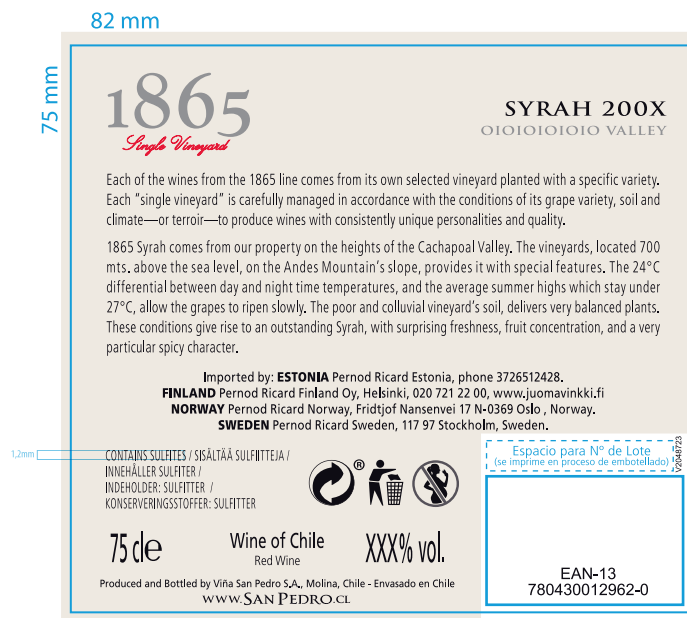 82 mm
75 mm
1865
Single Vineyard
SYRAH 200X
OIOIOIOIOIO VALLEY
Each of the wines from the 1865 line comes from its own selected vineyard planted with a specific variety.
Each "single vineyard" is carefully managed in accordance with the conditions of its grape variety, soil and
climate—or terroir—to produce wines with consistently unique personalities and quality.
1865 Syrah comes from our property on the heights of the Cachapoal Valley. The vineyards, located 700
mts. above the sea level, on the Andes Mountain's slope, provides it with special features. The 24°C
differential between day and night time temperatures, and the average summer highs which stay under
27°C, allow the grapes to ripen slowly. The poor and colluvial vineyard's soil, delivers very balanced plants.
These conditions give rise to an outstanding Syrah, with surprising freshness, fruit concentration, and a very
particular spicy character.
Imported by: ESTONIA Pernod Ricard Estonia, phone 3726512428.
FINLAND Pernod Ricard Finland Oy, Helsinki, 020 721 22 00, www.juomavinkki.fi
NORWAY Pernod Ricard Norway, Fridtjof Nansenvei 17 N-0369 Oslo , Norway.
SWEDEN Pernod Ricard Sweden, 117 97 Stockholm, Sweden.
1,2mm
CONTAINS SULFITES / SISÄLTÄÄ SULFIITTEJA /
INNEHÅLLER SULFITER /
INDEHOLDER: SULFITTER /
KONSERVERINGSSTOFFER: SULFITTER
®
Espacio para Nº de Lote
(se imprime en proceso de embotellado)
V2048723
75 cle
Wine of Chile
Red Wine
XXX% vol.
EAN-13
780430012962-0
Produced and Bottled by Viña San Pedro S.A., Molina, Chile - Envasado en Chile
WWW.SAN PEDRO.CL